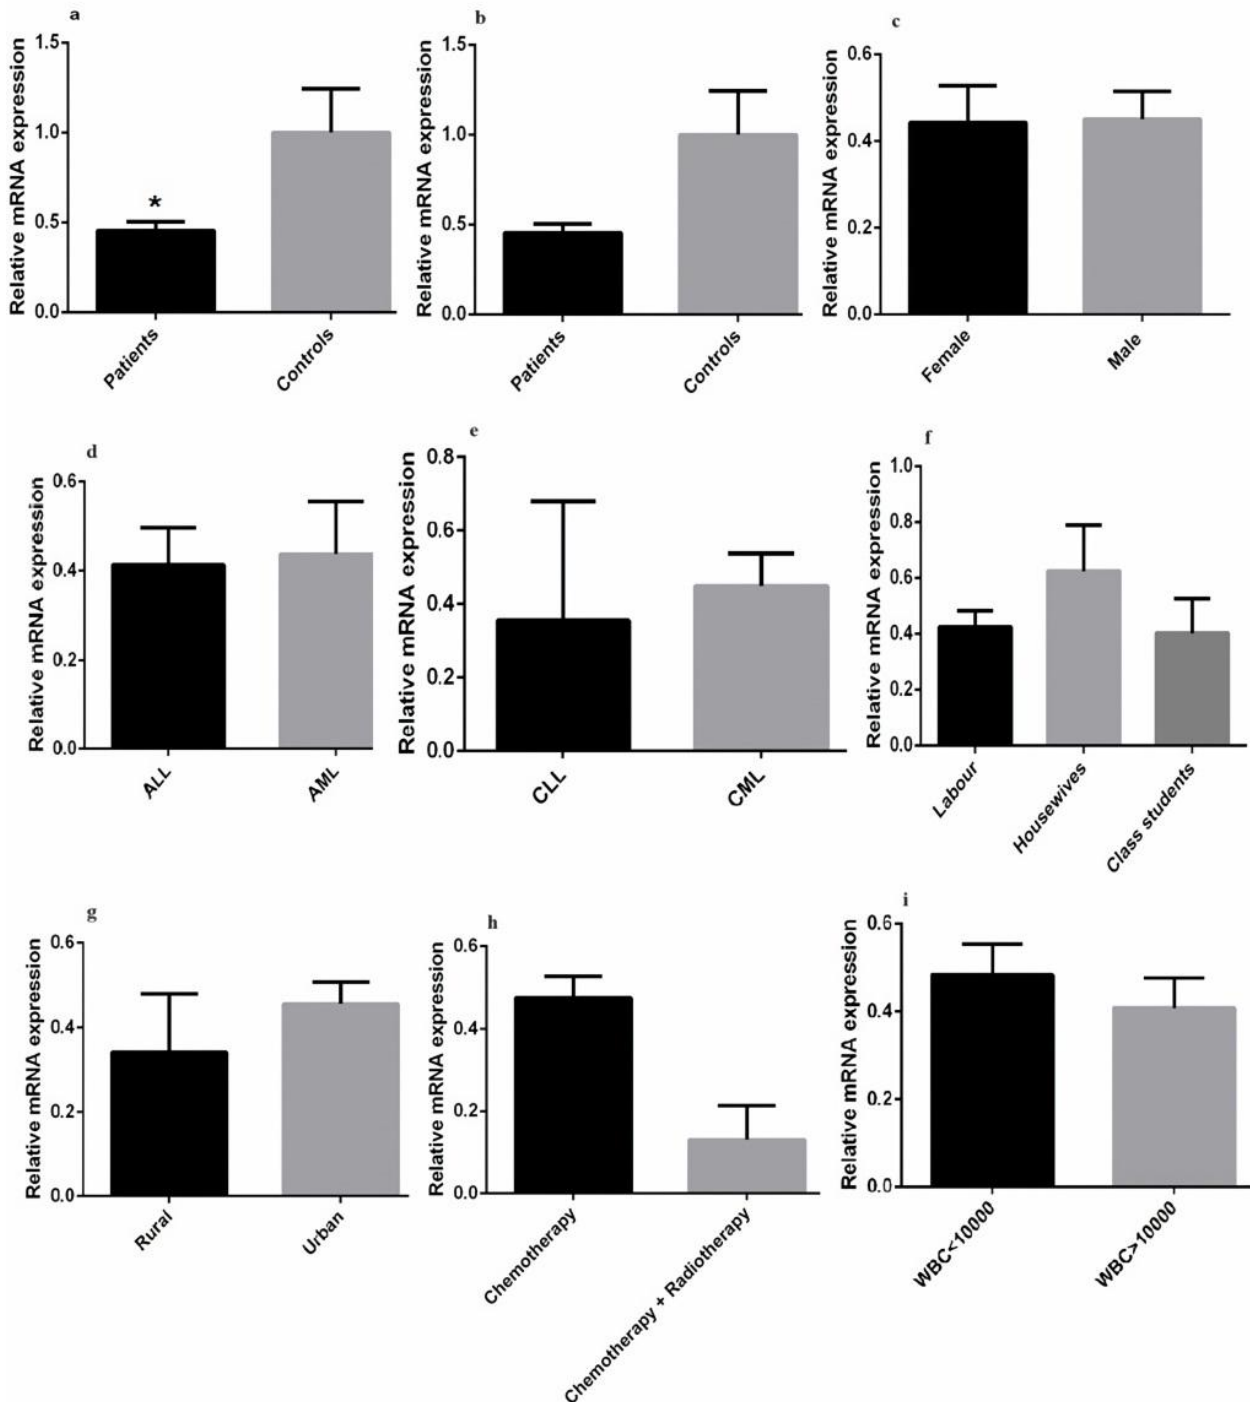 a
Relative mRNA expression
1.5
1.0
0.5
0.0
*
Patients
Controls
b
Relative mRNA expression
1.5
1.0
0.5
0.0
Patients
Controls
c
Relative mRNA expression
0.6
0.4
0.2
0.0
Female
Male
d
Relative mRNA expression
0.6
0.4
0.2
0.0
ALL
AML
e
Relative mRNA expression
0.8
0.6
0.4
0.2
0.0
CLL
CML
f
Relative mRNA expression
1.0
0.8
0.6
0.4
0.2
0.0
Labour
Housewives
Class students
g
Relative mRNA expression
0.6
0.4
0.2
0.0
Rural
Urban
h
Relative mRNA expression
0.6
0.4
0.2
0.0
Chemotherapy
Chemotherapy + Radiotherapy
i
Relative mRNA expression
0.6
0.4
0.2
0.0
WBC<10000
WBC>10000